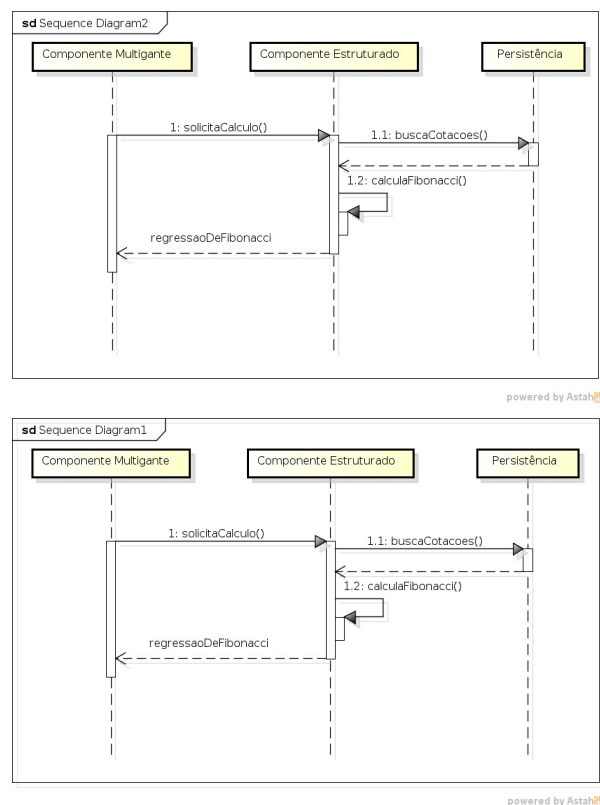 sd Sequence Diagram2
Componente Multigante
Componente Estruturado
Persistência
1: solicitaCalculo()
1.1: buscaCotacoes()
1.2: calculaFibonacci()
regressaoDeFibonacci
powered by Astah
sd Sequence Diagram1
Componente Multigante
Componente Estruturado
Persistência
1: solicitaCalculo()
1.1: buscaCotacoes()
1.2: calculaFibonacci()
regressaoDeFibonacci
powered by Astah